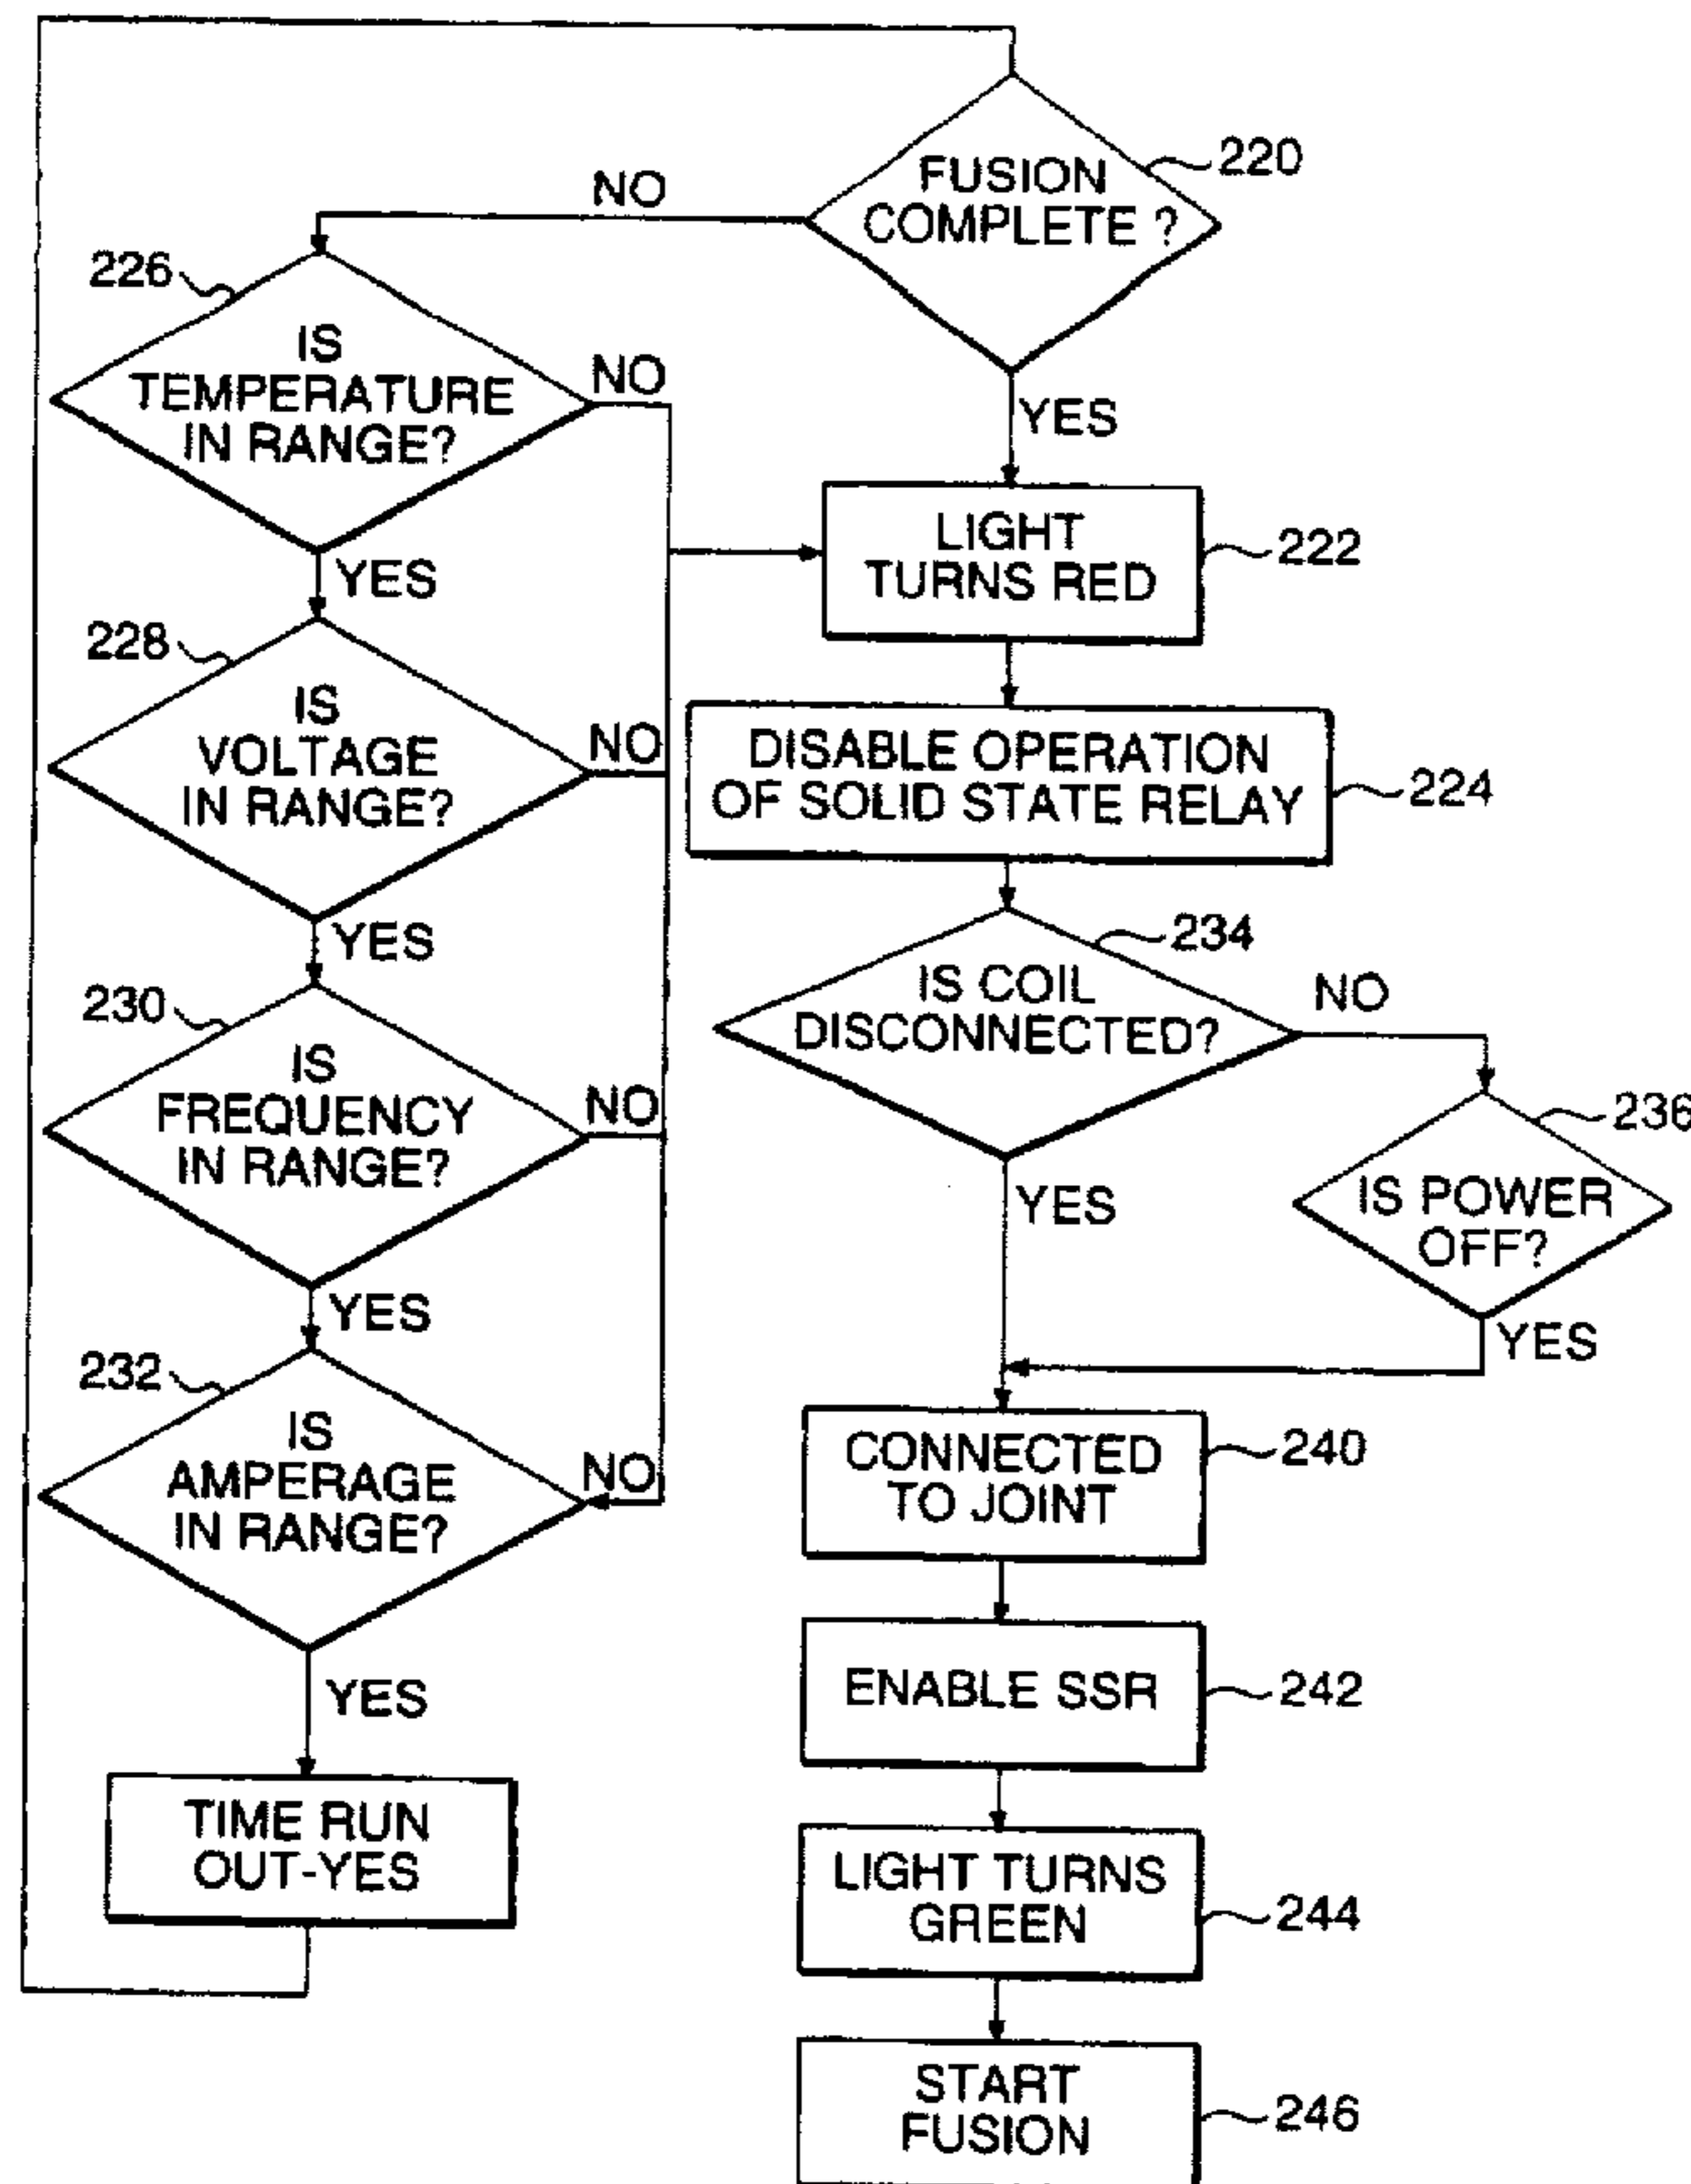 FUSION
COMPLETE ?
220
NO
226
IS
TEMPERATURE
IN RANGE?
NO
YES
LIGHT
TURNS RED
222
YES
228
IS
VOLTAGE
IN RANGE?
NO
DISABLE OPERATION
OF SOLID STATE RELAY
224
YES
234
IS COIL
DISCONNECTED?
NO
230
IS
FREQUENCY
IN RANGE?
NO
236
IS POWER
OFF?
YES
YES
YES
232
IS
AMPERAGE
IN RANGE?
NO
CONNECTED
TO JOINT
240
YES
ENABLE SSR
242
TIME RUN
OUT-YES
LIGHT TURNS
GREEN
244
START
FUSION
246